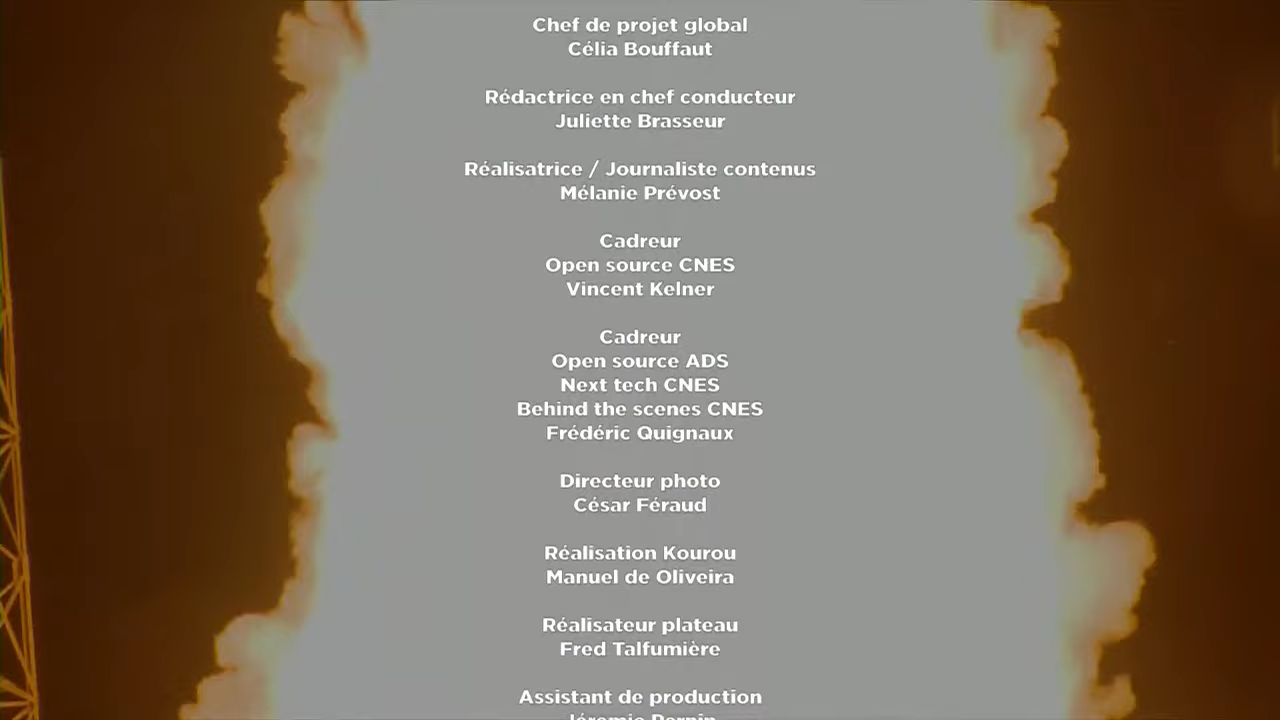 Chef de projet global
Célia Bouffaut
Rédactrice en chef conducteur
Juliette Brasseur
Réalisatrice / Journaliste contenus
Mélanie Prévost
Cadreur
Open source CNES
Vincent Kelner
Cadreur
Open source ADS
Next tech CNES
Behind the scenes CNES
Frédéric Quignaux
Directeur photo
César Féraud
Réalisation Kourou
Manuel de Oliveira
Réalisateur plateau
Fred Talfumière
Assistant de production